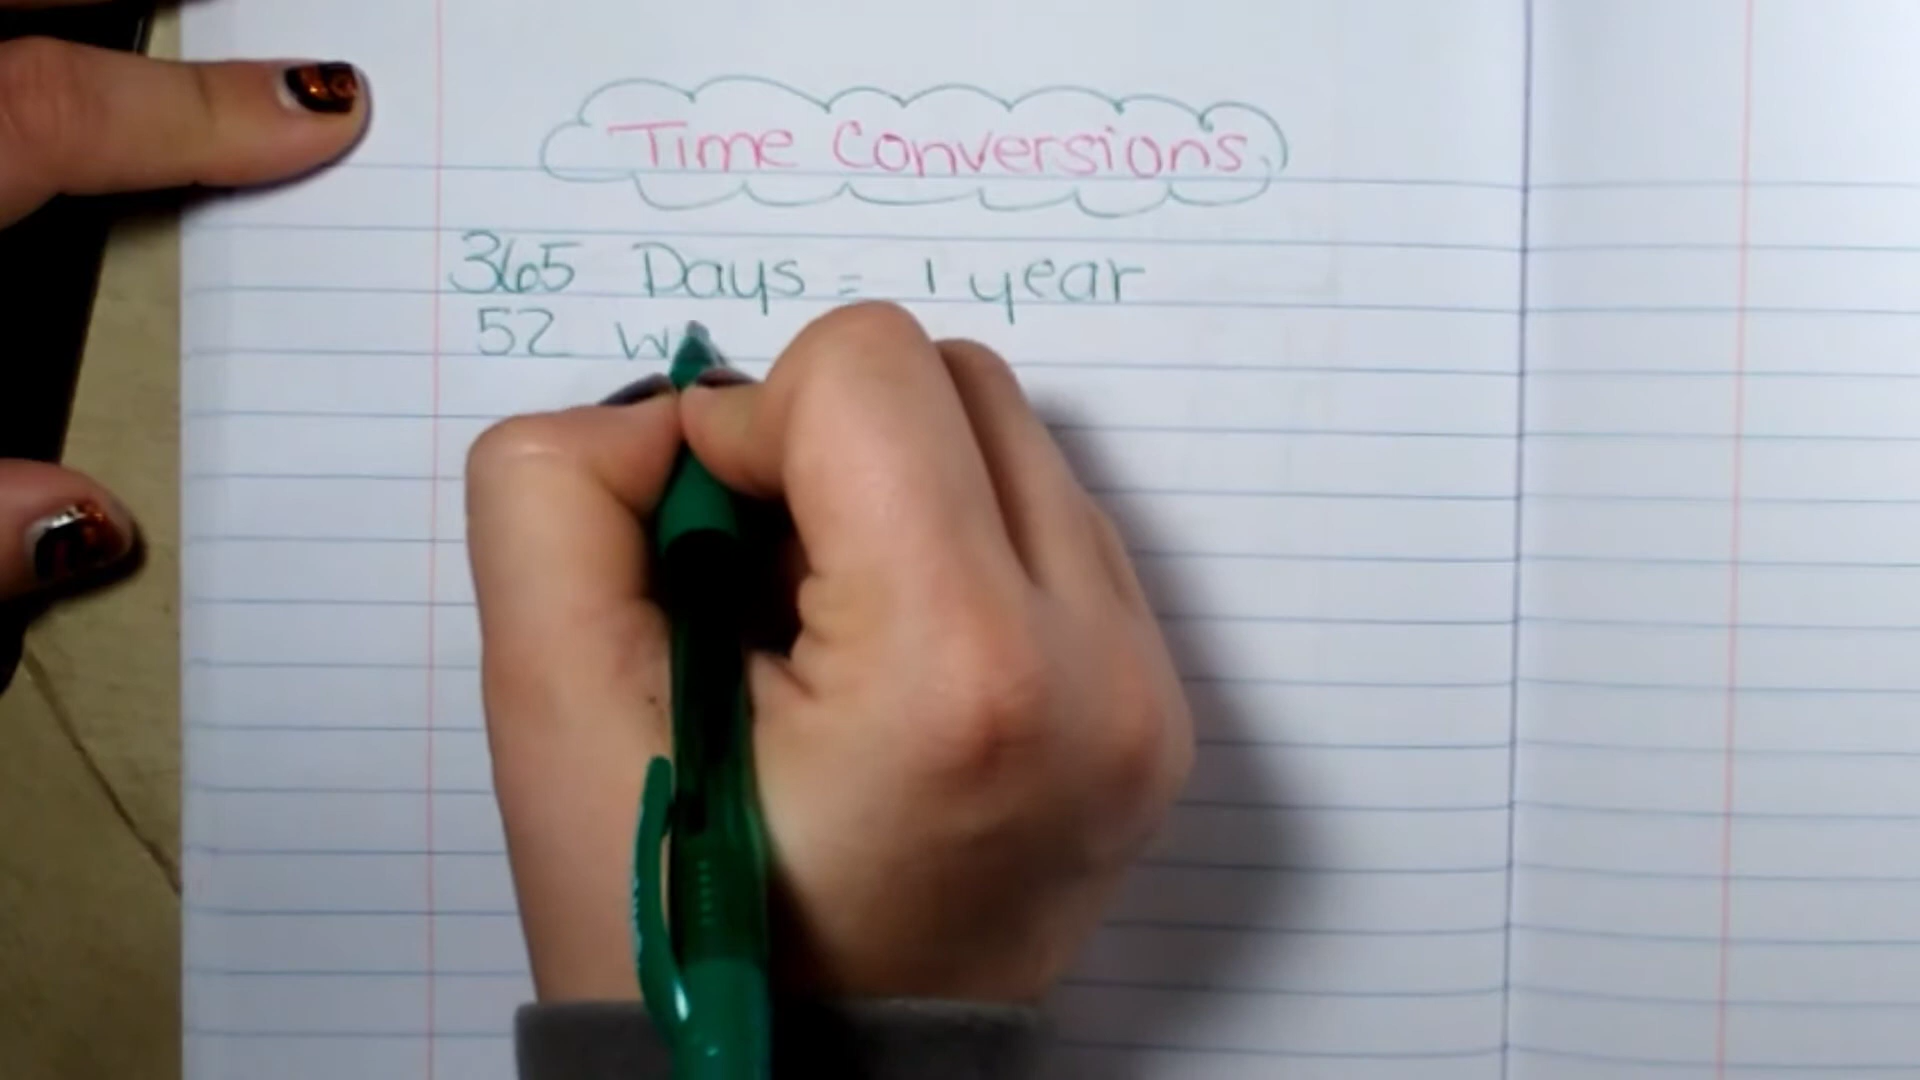 Time Conversions
365 Days = 1 year
52 w